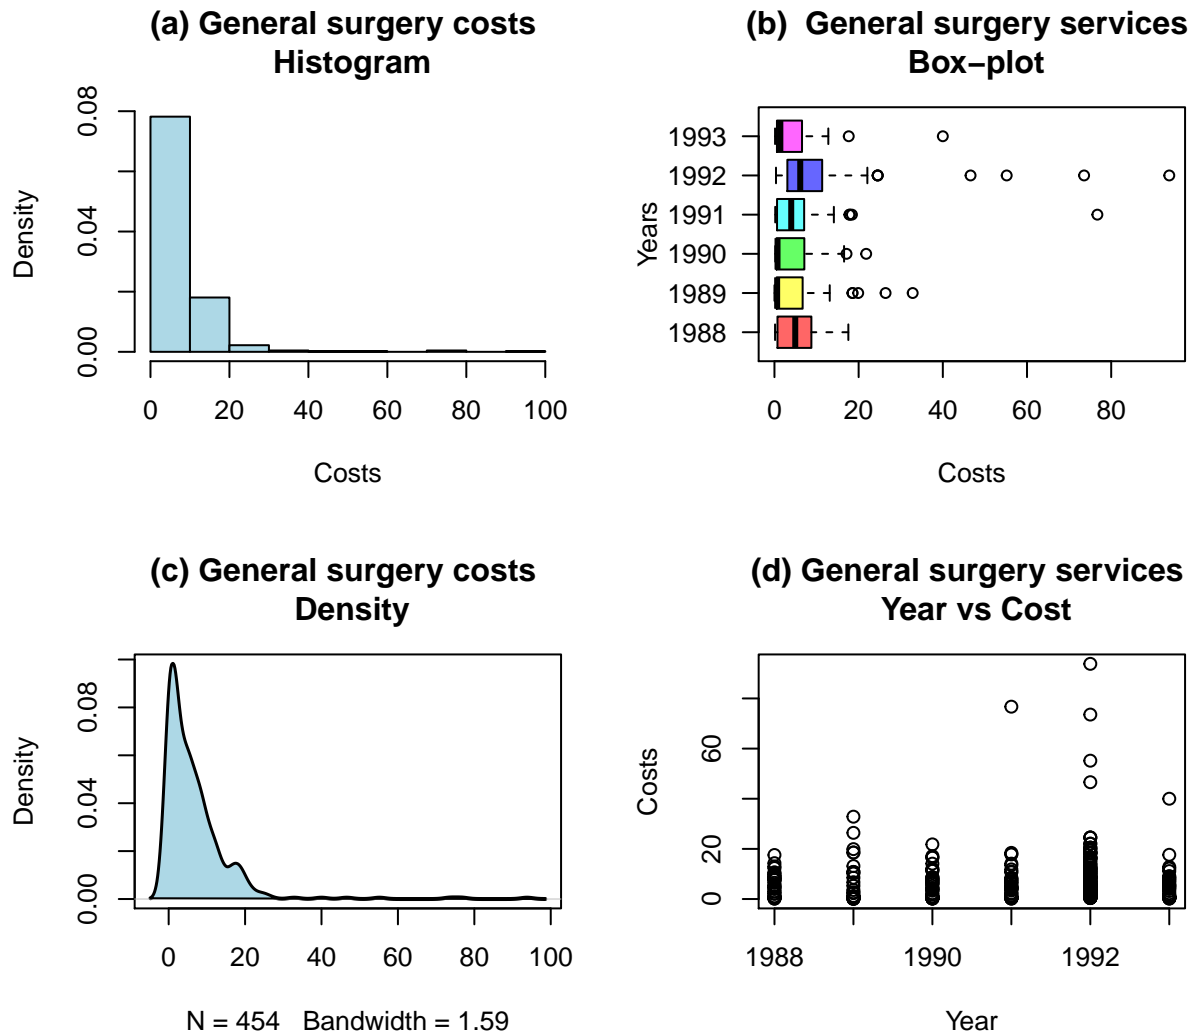 (a) General surgery costs
Histogram
Density
0.00
0.04
0.08
0 20 40 60 80 100
Costs
(b)  General surgery services
Box−plot
Years
1993
1992
1991
1990
1989
1988
0 20 40 60 80
Costs
(c) General surgery costs
Density
Density
0.00
0.04
0.08
0 20 40 60 80 100
N = 454   Bandwidth = 1.59
(d) General surgery services
Year vs Cost
Costs
0
20
60
1988 1990 1992
Year